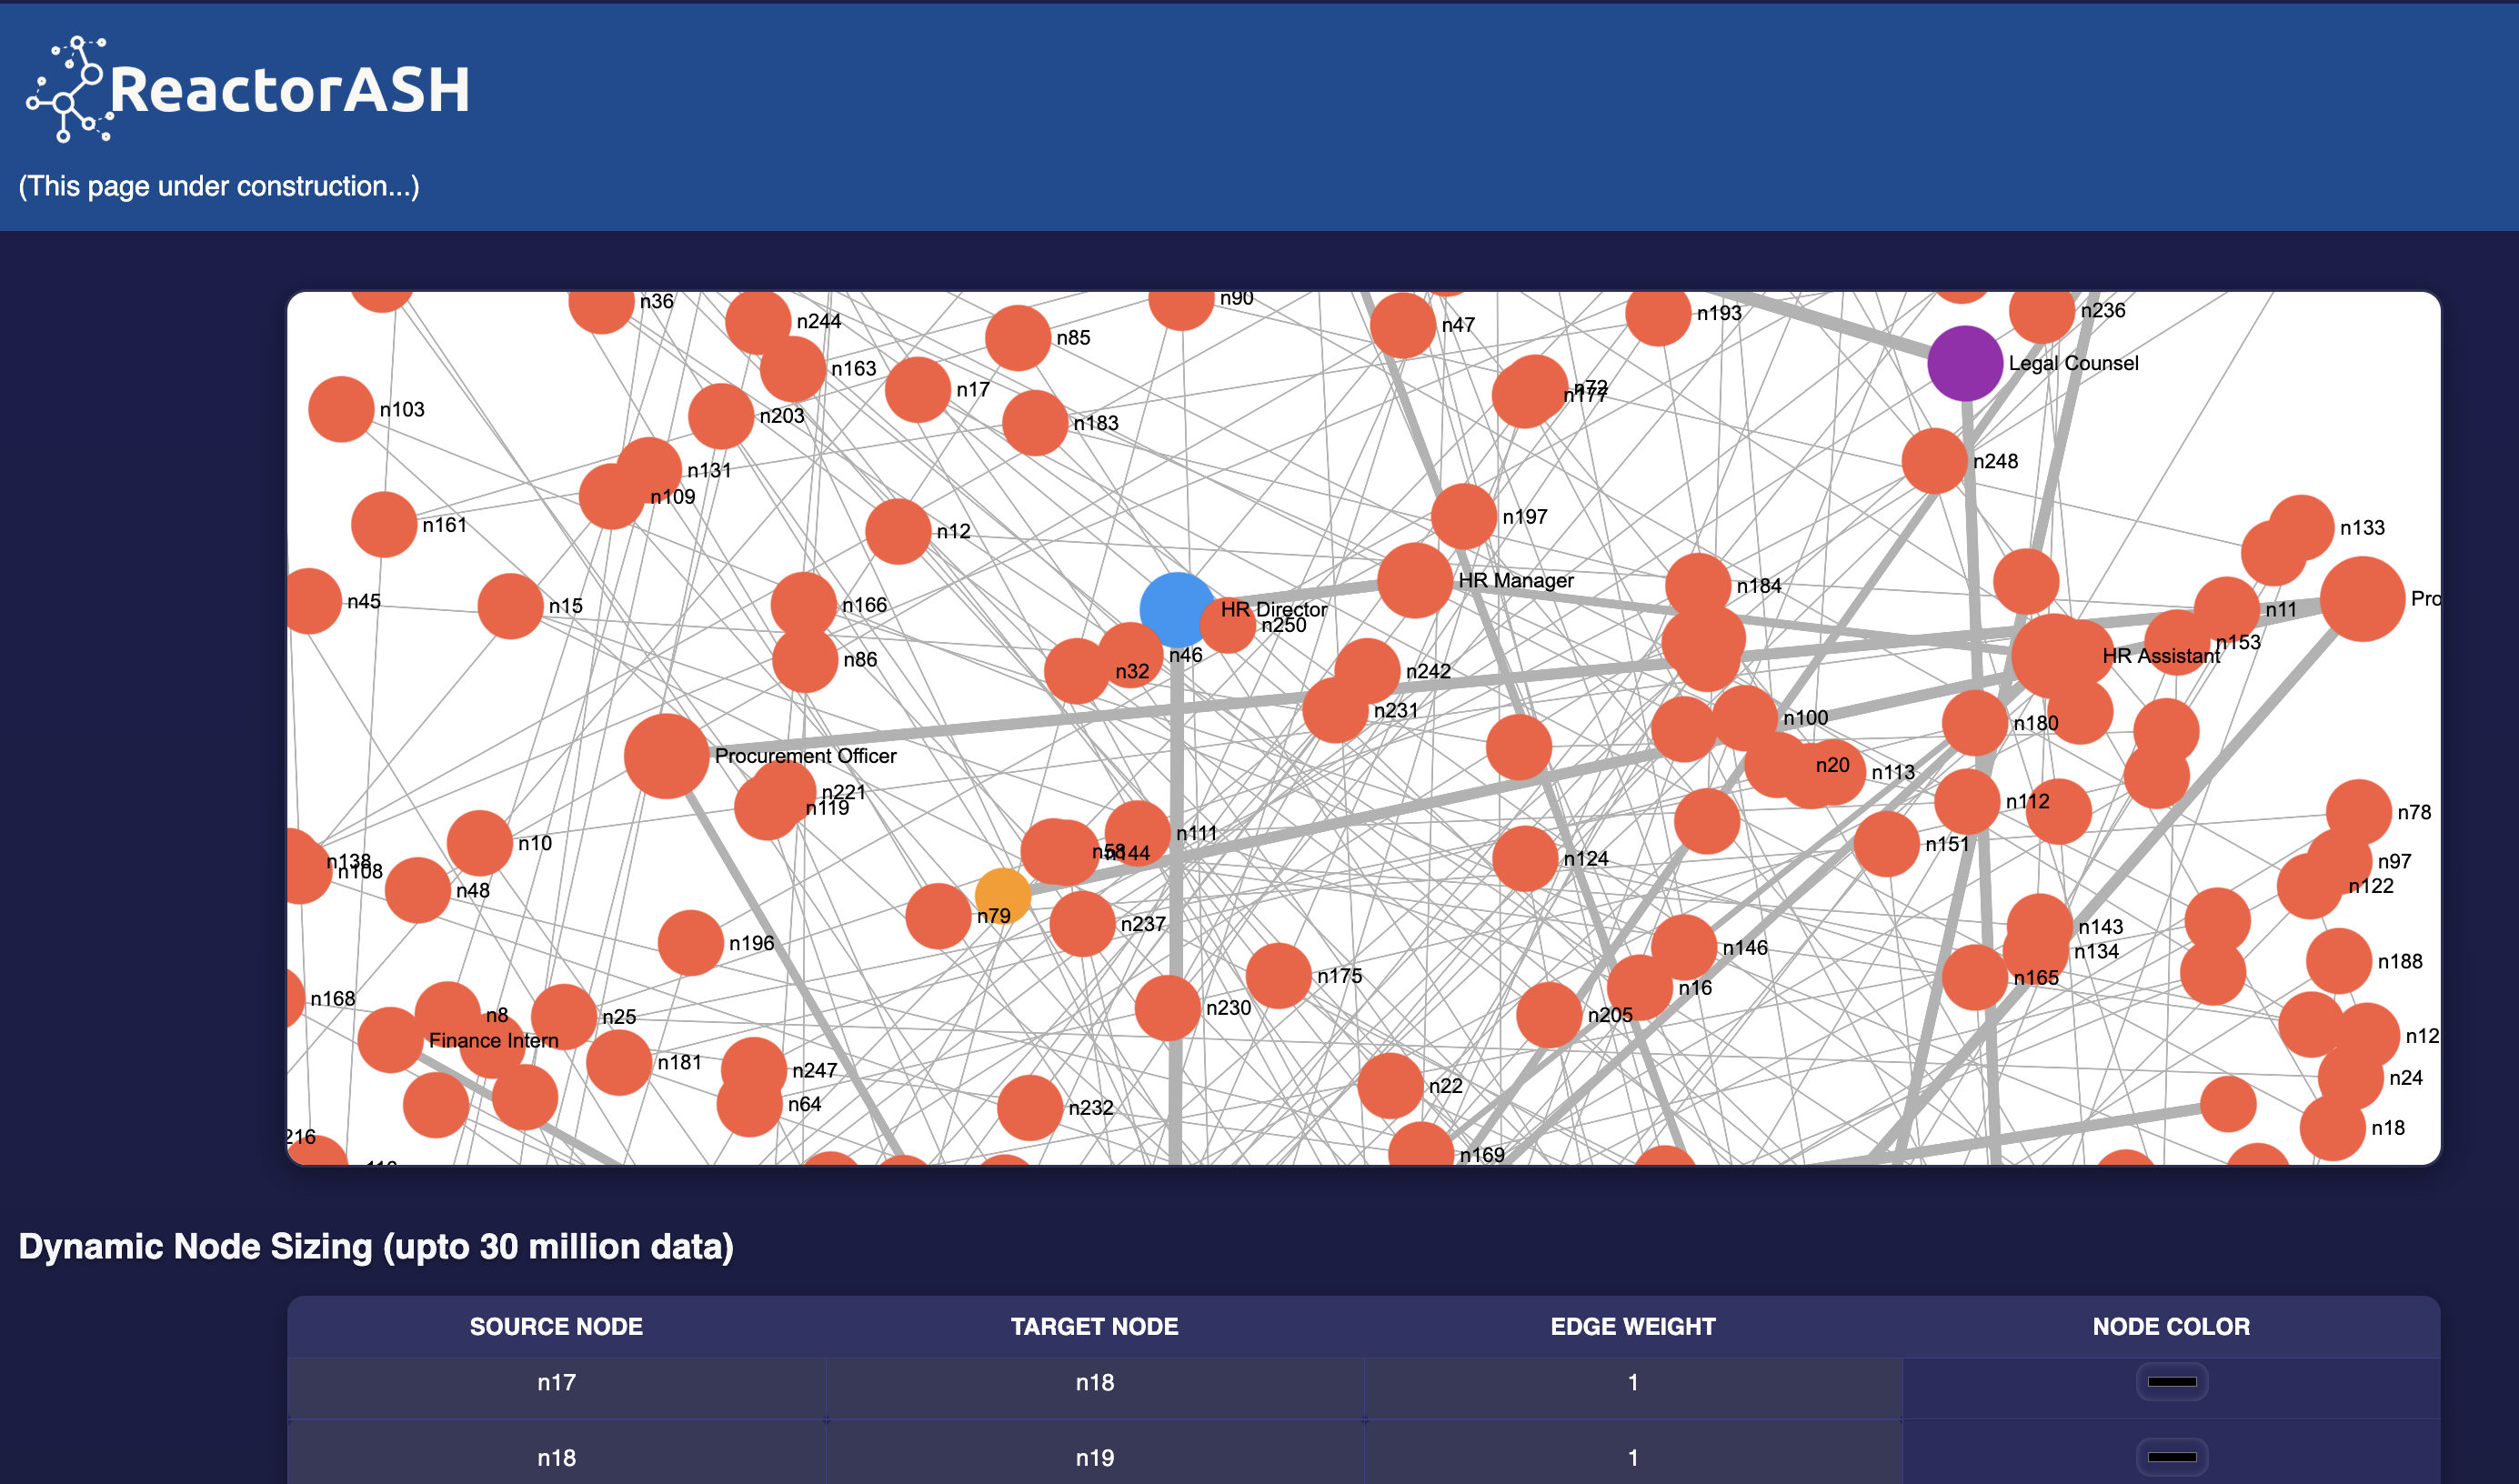 ReactorASH
(This page under construction...)
n36
n244
n85
n90
n47
n193
n236
n163
n17
n183
n72
n177
Legal Counsel
n103
n203
n131
n109
n161
n12
n197
n248
n133
n45
n15
n166
HR Director
n250
HR Manager
n184
n11
Pro
n86
n32
n46
n242
n231
HR Assistant
n153
n100
n180
Procurement Officer
n221
n119
n20
n113
n112
n78
n10
n111
n58
n144
n124
n151
n97
n122
n138
n108
n48
n79
n237
n196
n143
n134
n146
n188
n165
n168
n175
n16
n8
n25
n230
n205
Finance Intern
n12
n181
n247
n64
n232
n22
n24
n18
216
n169
Dynamic Node Sizing (upto 30 million data)
SOURCE NODE TARGET NODE EDGE WEIGHT NODE COLOR
n17 n18 1
n18 n19 1